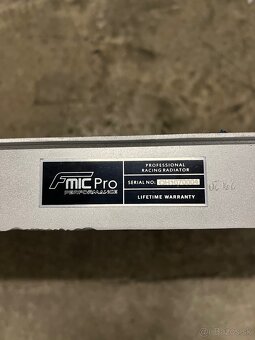 FMIC Pro
PERFORMANCE
PROFESSIONAL
RACING RADIATOR
SERIAL NO.
LIFETIME WARRANTY